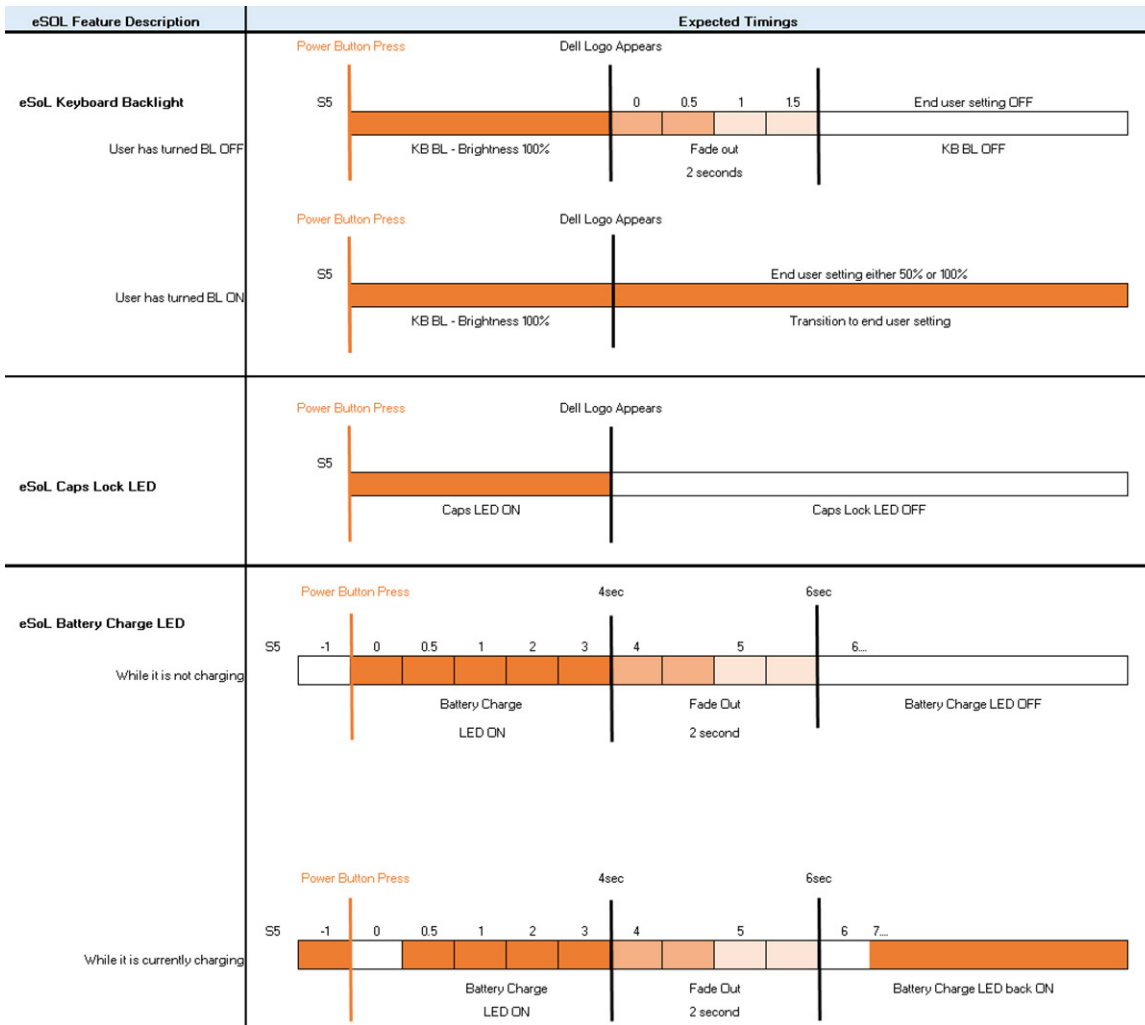 eSOL Feature Description Expected Timings
Power Button Press Dell Logo Appears
eSoL Keyboard Backlight S5 0 0.5 1 1.5 End user setting OFF
User has turned BL OFF KB BL - Brightness 100% Fade out KB BL OFF
2 seconds
Power Button Press Dell Logo Appears
S5 End user setting either 50% or 100%
User has turned BL ON
KB BL - Brightness 100% Transition to end user setting
Power Button Press Dell Logo Appears
S5
eSoL Caps Lock LED
Caps LED ON Caps Lock LED OFF
Power Button Press 4sec 6sec
eSoL Battery Charge LED
S5 -1 0 0.5 1 2 3 4 5 6....
While it is not charging
Battery Charge Fade Out Battery Charge LED OFF
LED ON 2 second
Power Button Press 4sec 6sec
S5 -1 0 0.5 1 2 3 4 5 6 7....
While it is currently charging
Battery Charge Fade Out Battery Charge LED back ON
LED ON 2 second